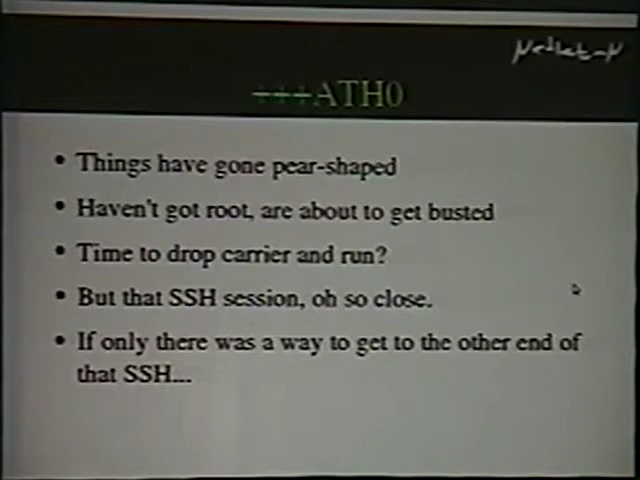 +++ATH0
• Things have gone pear-shaped
• Haven't got root, are about to get busted
• Time to drop carrier and run?
• But that SSH session, oh so close.
• If only there was a way to get to the other end of
that SSH...